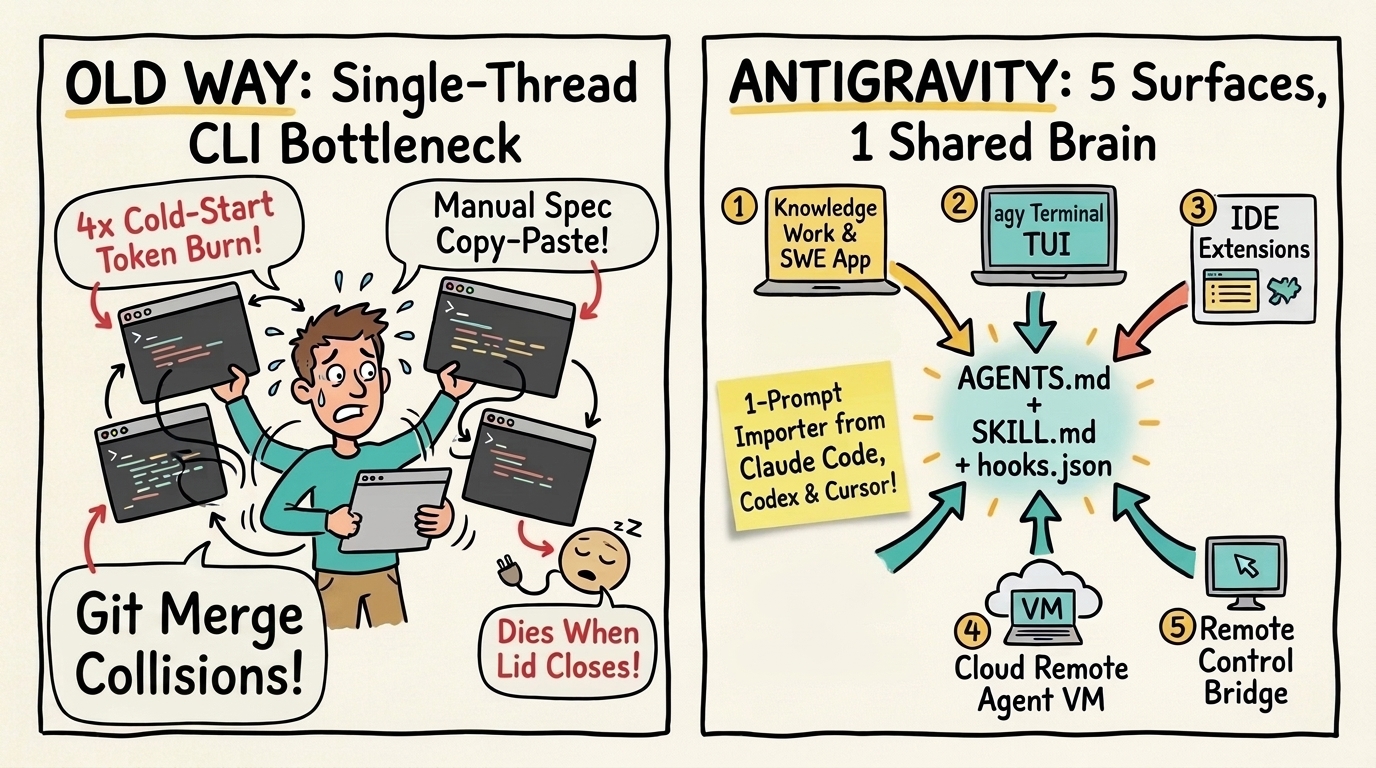 OLD WAY: Single-Thread
CLI Bottleneck
4x Cold-Start
Token Burn!
Manual Spec
Copy-Paste!
Git Merge
Collisions!
zZ
Dies When
Lid Closes!
ANTIGRAVITY: 5 Surfaces,
1 Shared Brain
1
Knowledge
Work &
SWE App
2
agy Terminal
TUI
3
IDE
Extensions
AGENTS.md
+
SKILL.md
+ hooks.json
1-Prompt
Importer from
Claude Code,
Codex & Cursor!
VM
4
Cloud Remote
Agent VM
5
Remote
Control
Bridge